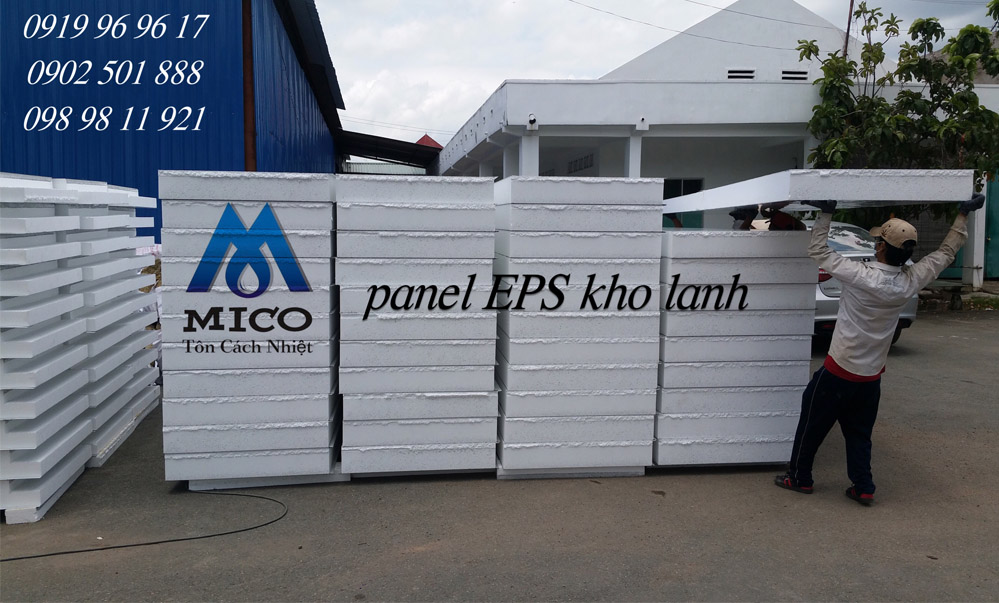 0919 96 96 17
0902 501 888
098 98 11 921
MICO
Tôn Cách Nhiệt
panel EPS kho lanh